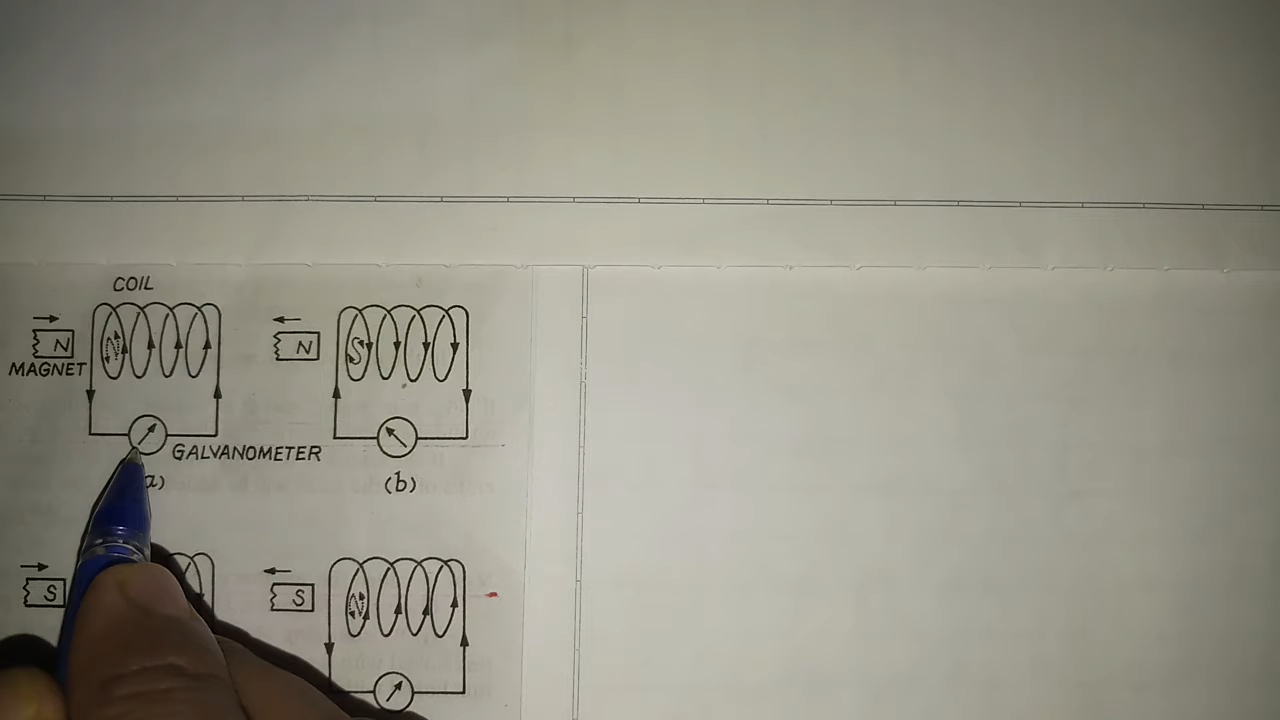 COIL
N N N S
MAGNET
GALVANOMETER
a) (b)
S S N